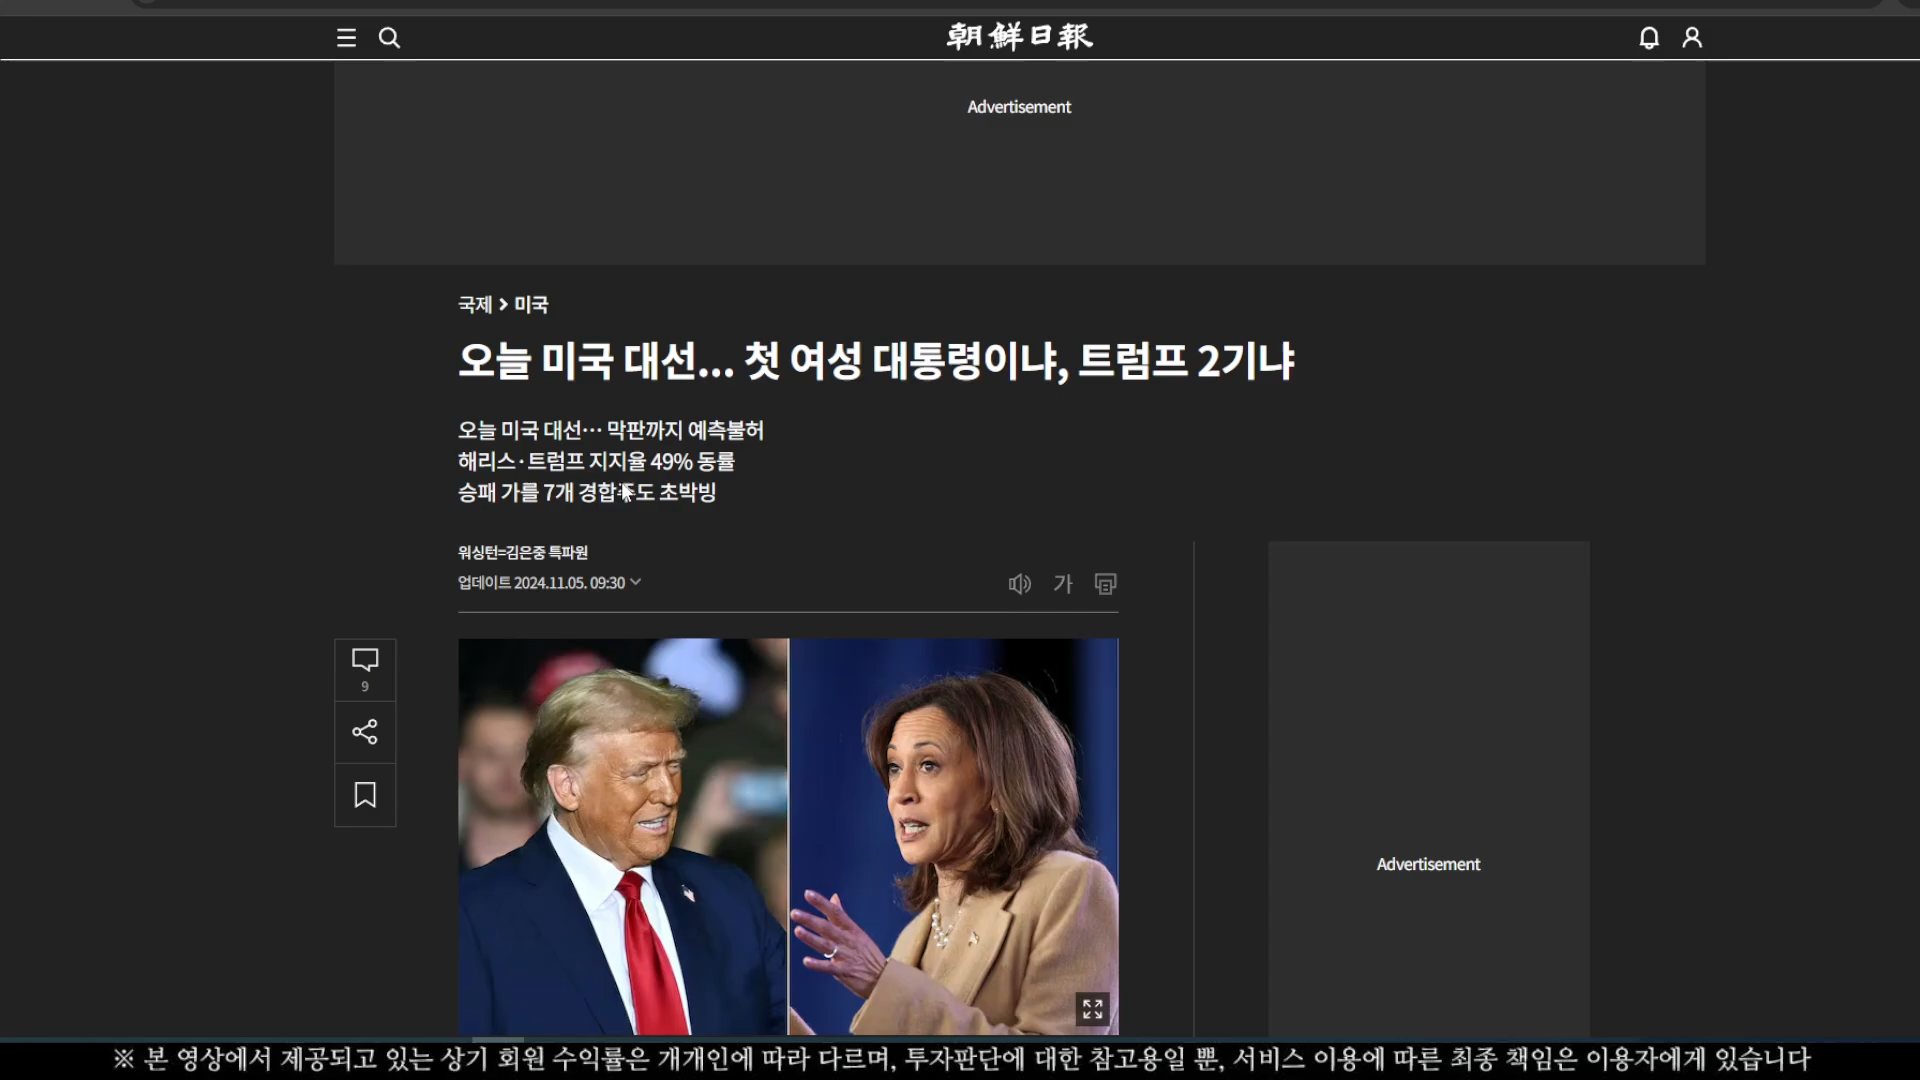 朝鮮日報
Advertisement
국제 > 미국
오늘 미국 대선... 첫 여성 대통령이냐, 트럼프 2기냐
오늘 미국 대선… 막판까지 예측불허
해리스·트럼프 지지율 49% 동률
승패 가를 7개 경합주도 초박빙
워싱턴=김은중 특파원
업데이트 2024.11.05. 09:30
가
9
Advertisement
※ 본 영상에서 제공되고 있는 상기 회원 수익률은 개개인에 따라 다르며, 투자판단에 대한 참고용일 뿐, 서비스 이용에 따른 최종 책임은 이용자에게 있습니다